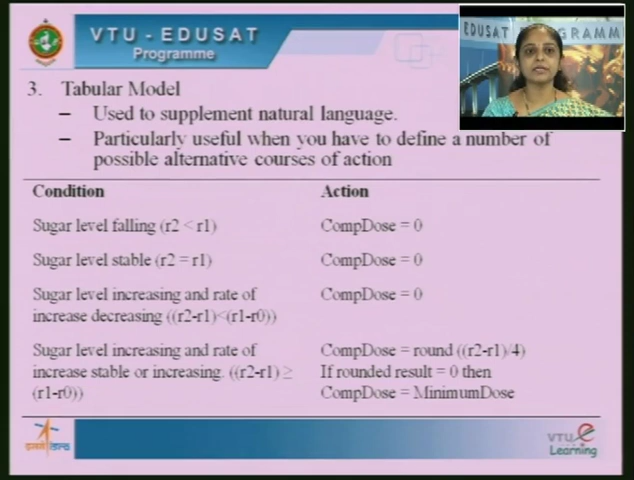 VTU - EDUSAT
Programme
EDUSAT PROGRAMM
3. Tabular Model
– Used to supplement natural language.
– Particularly useful when you have to define a number of
possible alternative courses of action
Condition Action
Sugar level falling (r2 < r1) CompDose = 0
Sugar level stable (r2 = r1) CompDose = 0
Sugar level increasing and rate of CompDose = 0
increase decreasing ((r2-r1)<(r1-r0))
Sugar level increasing and rate of CompDose = round ((r2-r1)/4)
increase stable or increasing. ((r2-r1) ≥ If rounded result = 0 then
(r1-r0)) CompDose = MinimumDose
VTU e
Learning